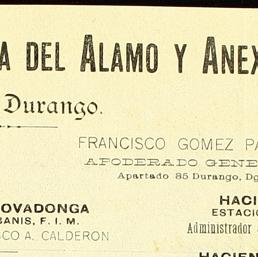 A DEL ALAMO Y ANEX
Durango.
FRANCISCO GOMEZ PA
APODERADO GENE
Apartado 85 Durango, Dg
OVADONGA
BANIS, F. I. M.
SCO A. CALDERON
HACI
ESTACIO
Administrador
HACIEN